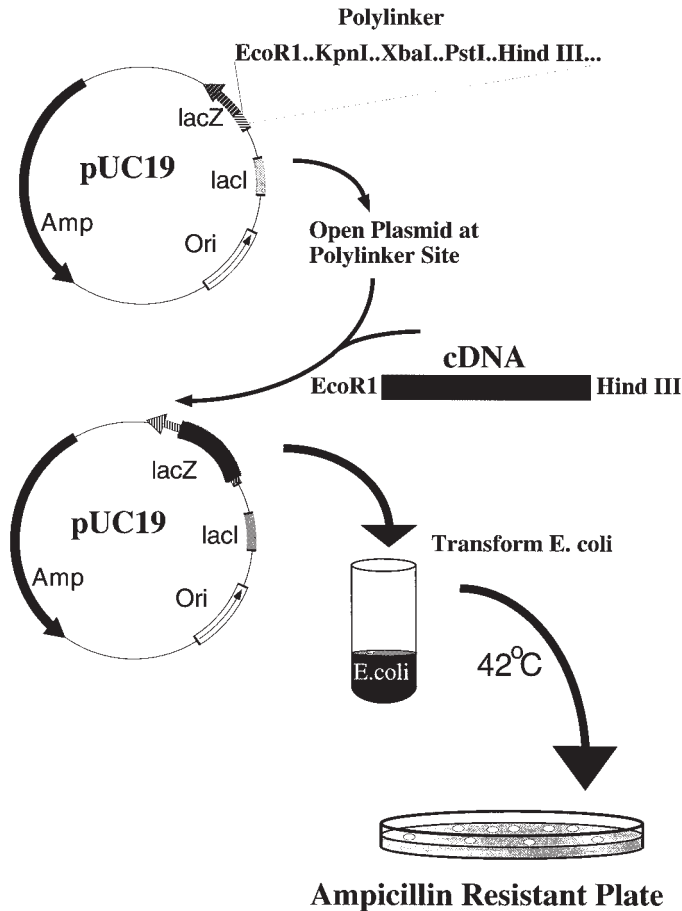 Polylinker
EcoR1..KpnI..XbaI..PstI..Hind III...
lacZ
pUC19
lacI
Amp
Ori
Open Plasmid at
Polylinker Site
cDNA
EcoR1
Hind III
lacZ
pUC19
lacI
Amp
Ori
Transform E. coli
E.coli
42°C
Ampicillin Resistant Plate